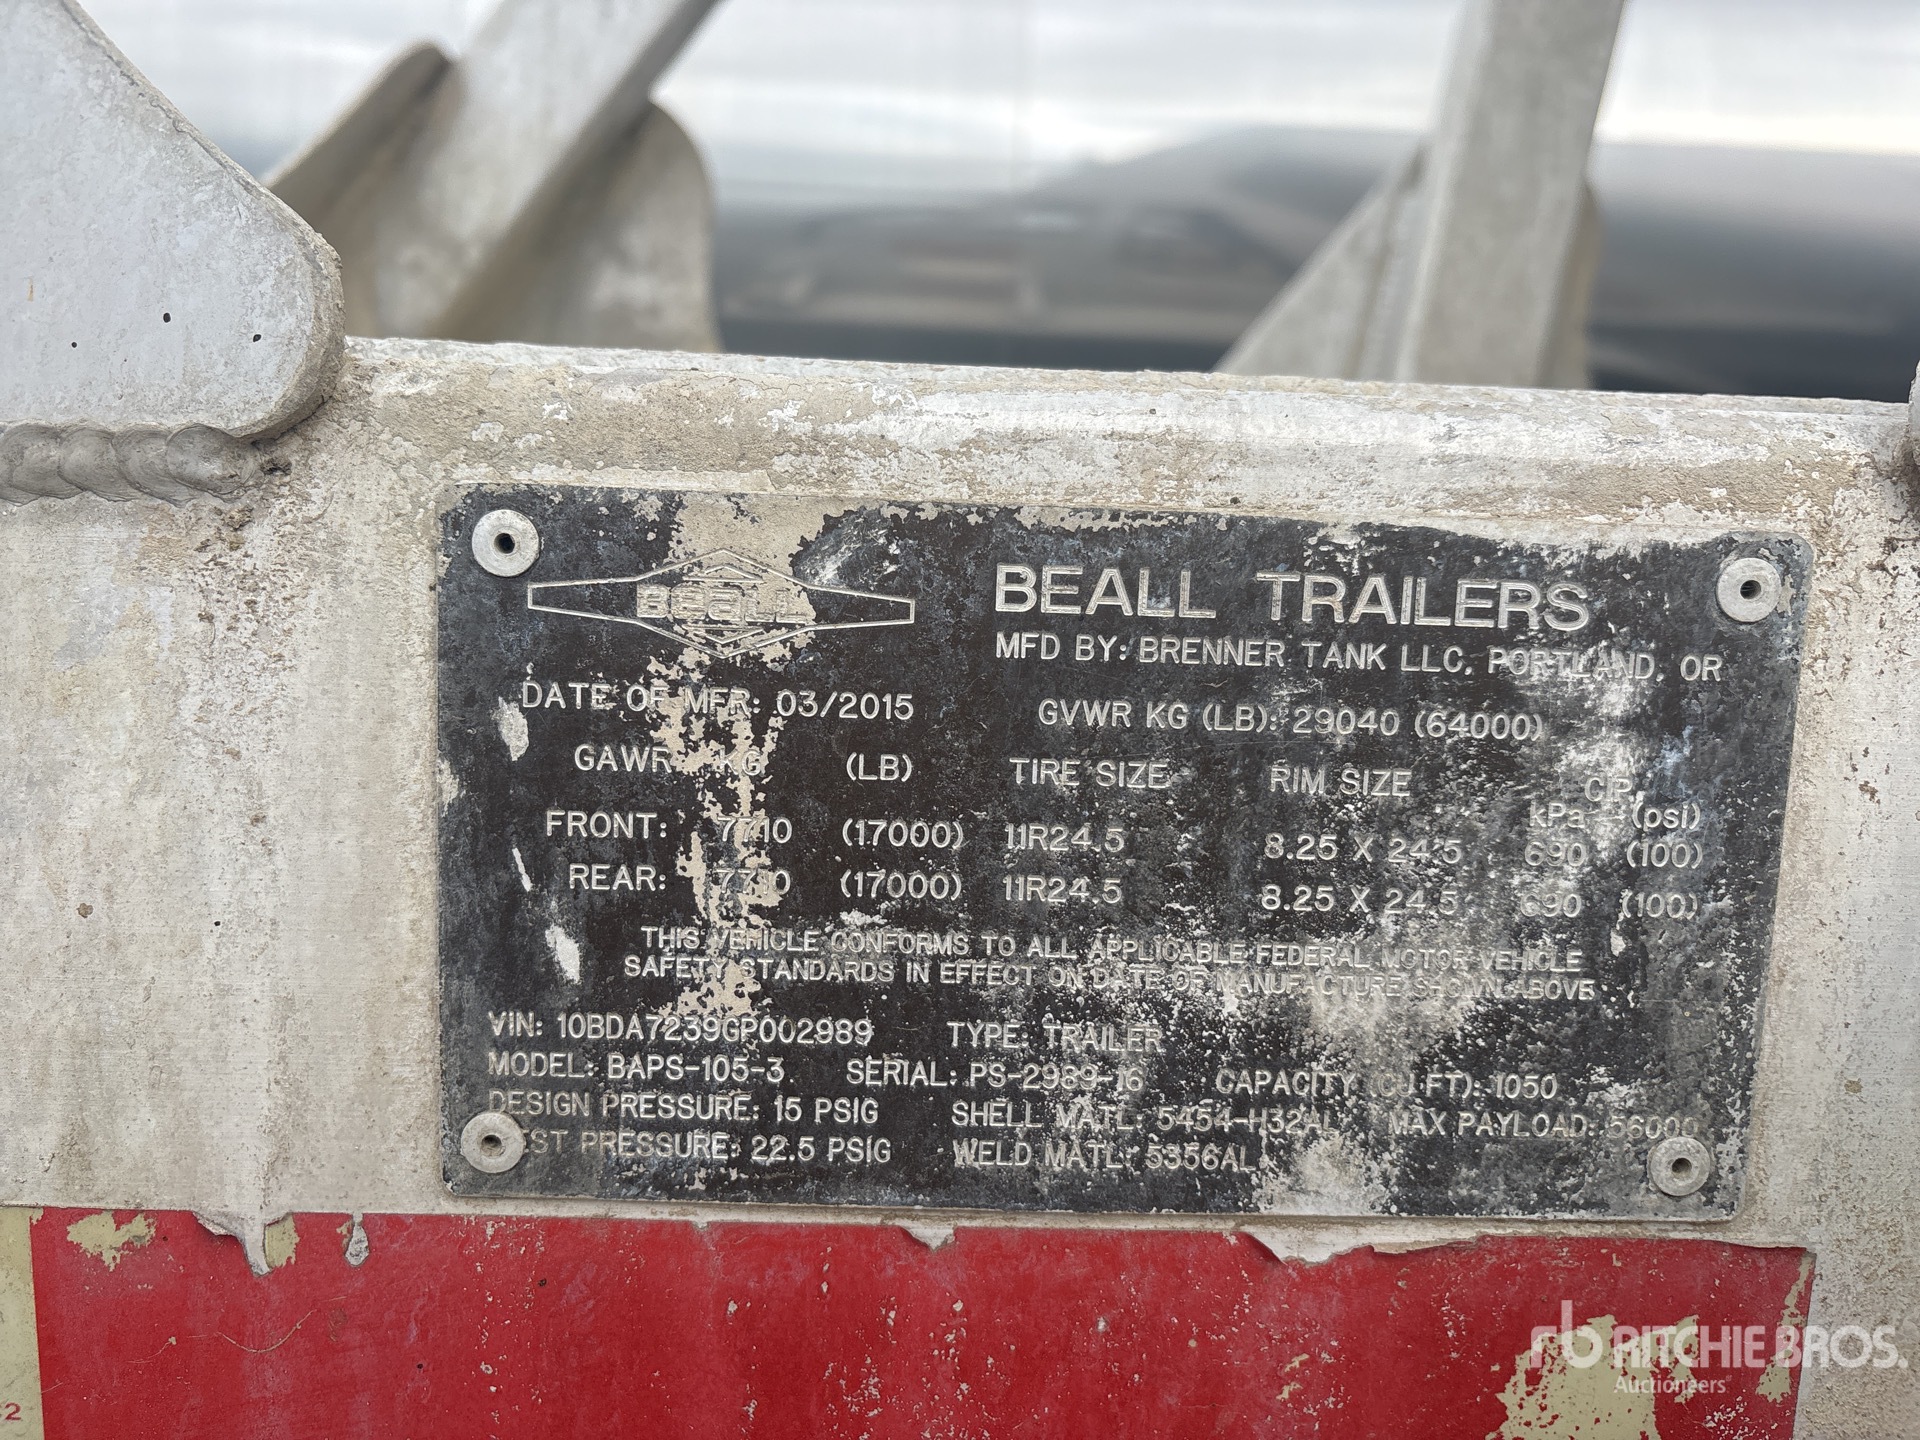 Beall
BEALL TRAILERS
MFD BY: BRENNER TANK LLC, PORTLAND, OR
DATE OF MFR: 03/2015 GVWR KG (LB): 29040 (64000)
GAWR KG (LB) TIRE SIZE RIM SIZE CIP
kPa (psi)
FRONT: 7710 (17000) 11R24.5 8.25 X 24.5 690 (100)
REAR: 7710 (17000) 11R24.5 8.25 X 24.5 690 (100)
THIS VEHICLE CONFORMS TO ALL APPLICABLE FEDERAL MOTOR VEHICLE
SAFETY STANDARDS IN EFFECT ON DATE OF MANUFACTURE SHOWN ABOVE
VIN: 10BDA7239GP002989 TYPE: TRAILER
MODEL: BAPS-105-3 SERIAL: PS-2989-16 CAPACITY (CU FT): 1050
DESIGN PRESSURE: 15 PSIG SHELL MATL: 5454-H32AL MAX PAYLOAD: 56000
TEST PRESSURE: 22.5 PSIG WELD MATL: 5356AL
rb RITCHIE BROS.
Auctioneers